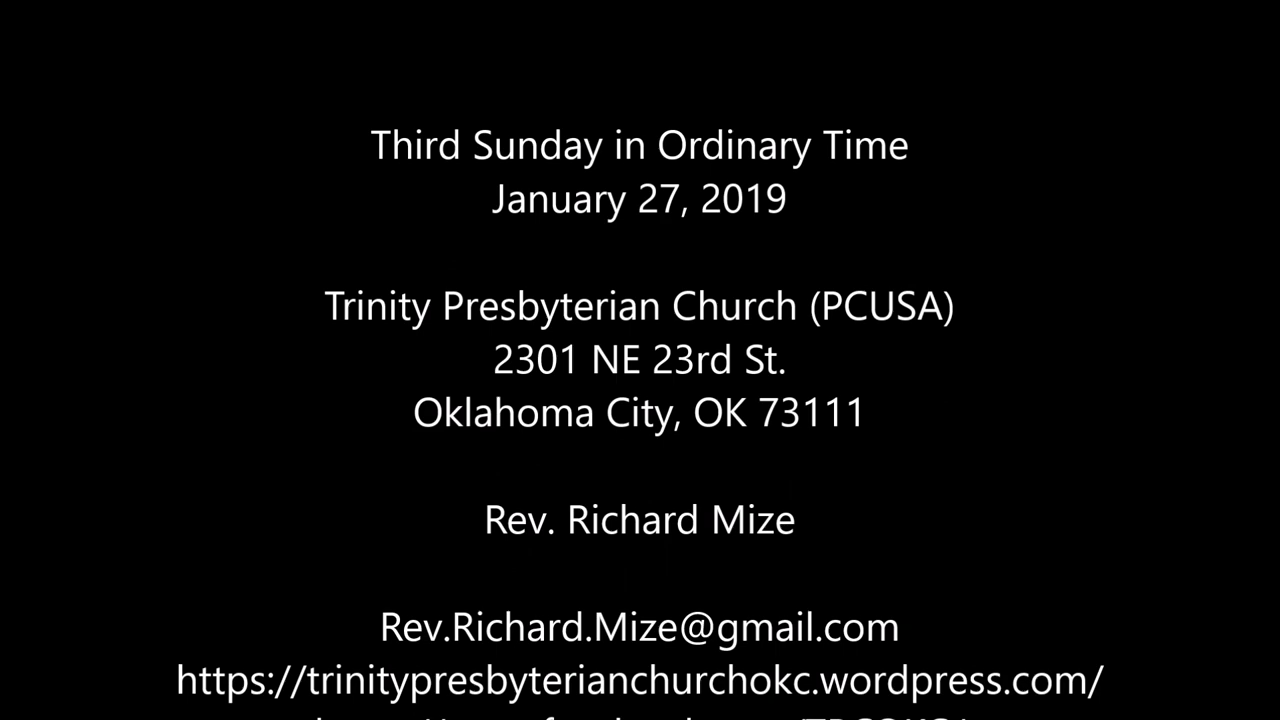 Third Sunday in Ordinary Time
January 27, 2019
Trinity Presbyterian Church (PCUSA)
2301 NE 23rd St.
Oklahoma City, OK 73111
Rev. Richard Mize
Rev.Richard.Mize@gmail.com
https://trinitypresbyterianchurchokc.wordpress.com/